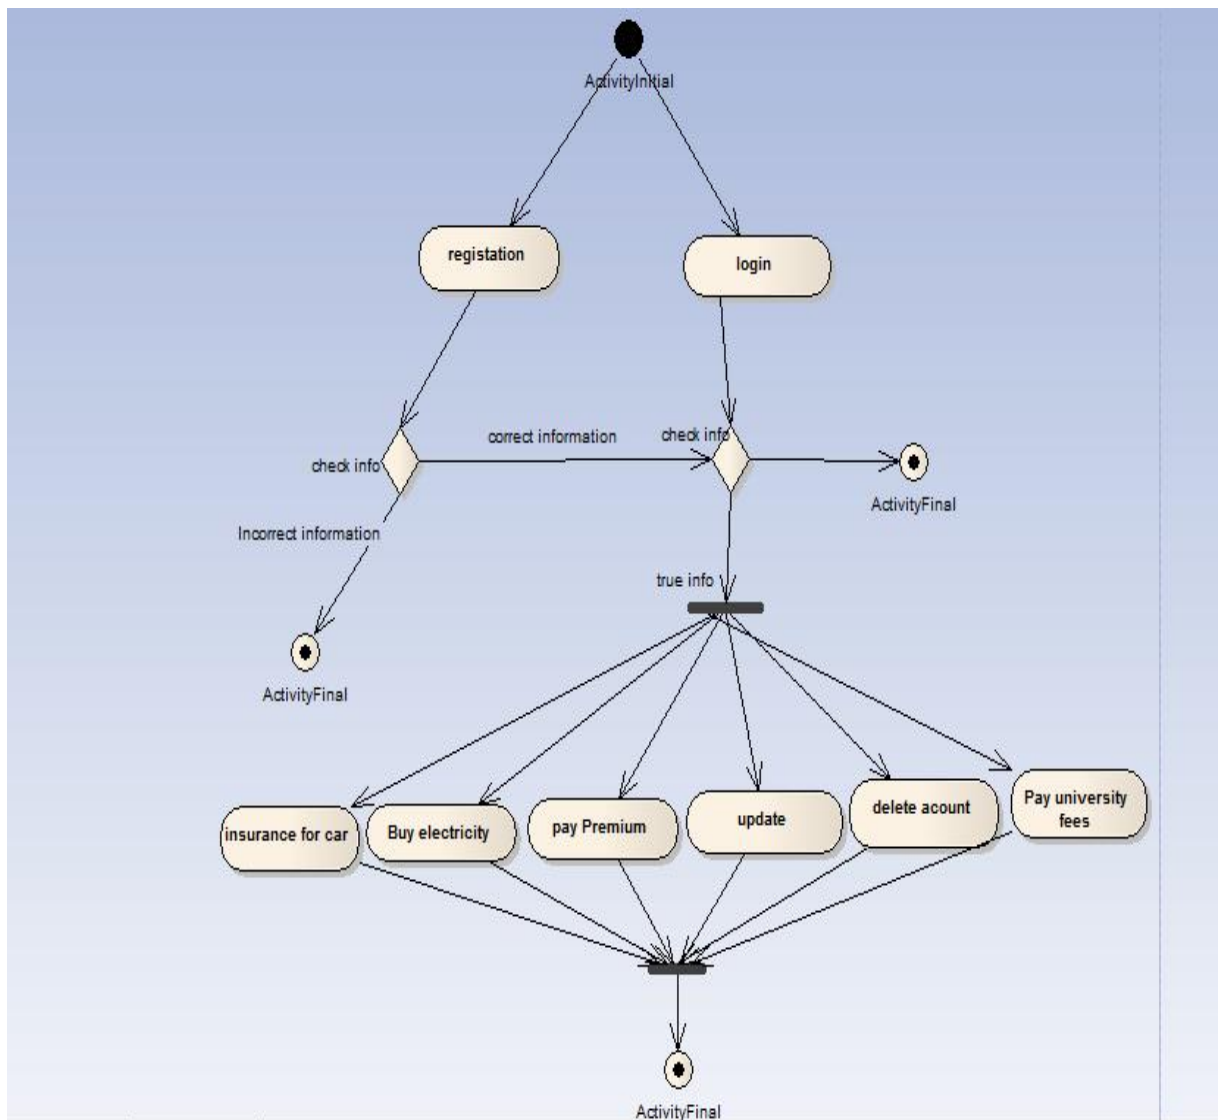 ActivityInitial
registation
login
correct information
check info
check info
ActivityFinal
Incorrect information
true info
ActivityFinal
insurance for car
Buy electricity
pay Premium
update
delete acount
Pay university
fees
ActivityFinal